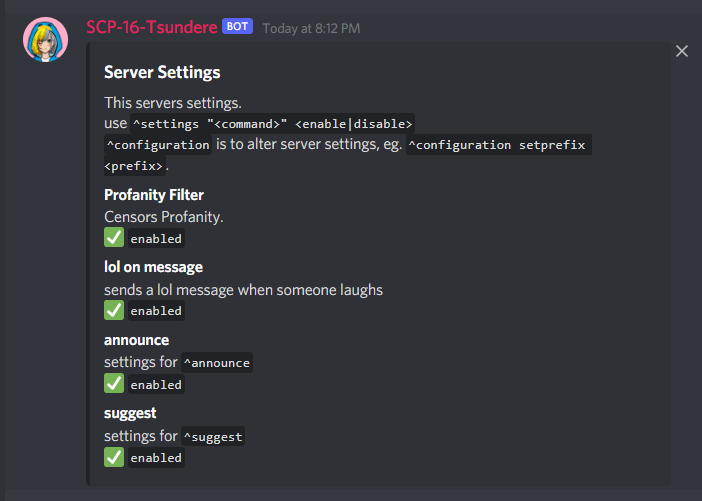 SCP-16-Tsundere BOT Today at 8:12 PM
Server Settings
This servers settings.
use ^settings "<command>" <enable|disable>
^configuration is to alter server settings, eg. ^configuration setprefix
<prefix>.
Profanity Filter
Censors Profanity.
✅ enabled
lol on message
sends a lol message when someone laughs
✅ enabled
announce
settings for ^announce
✅ enabled
suggest
settings for ^suggest
✅ enabled